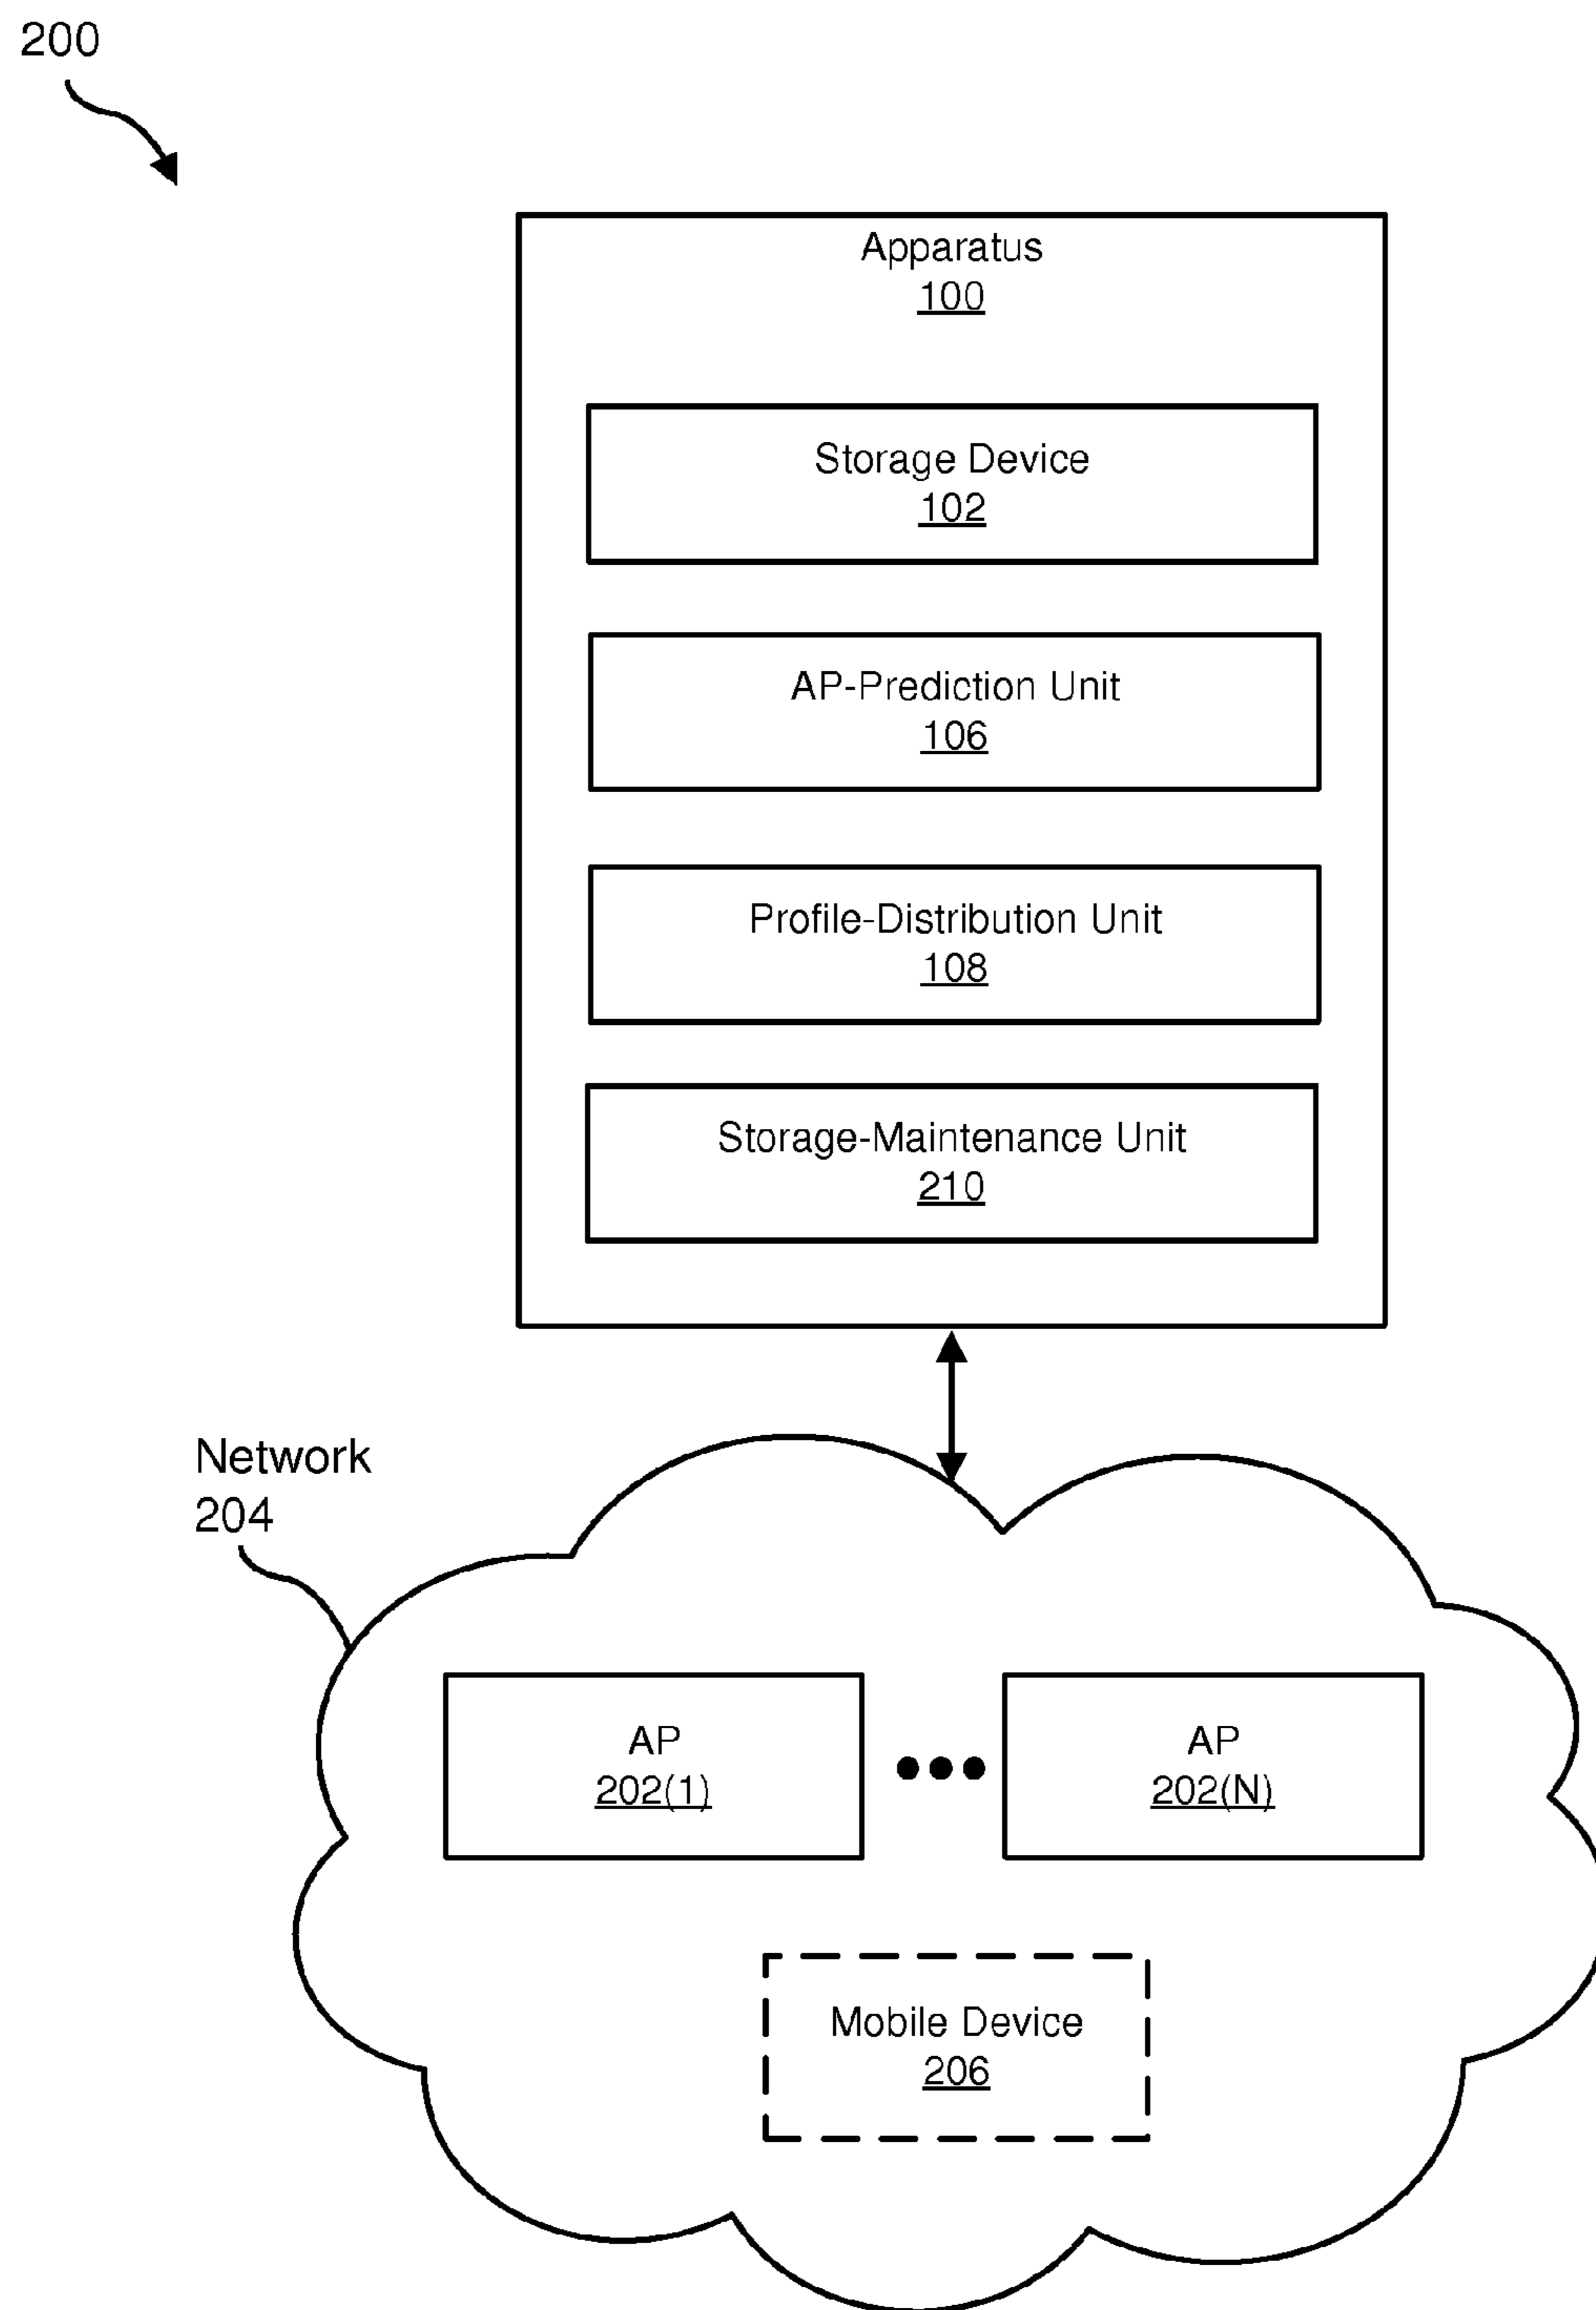 200
Apparatus
100
Storage Device
102
AP-Prediction Unit
106
Profile-Distribution Unit
108
Storage-Maintenance Unit
210
Network
204
AP
202(1)
AP
202(N)
Mobile Device
206